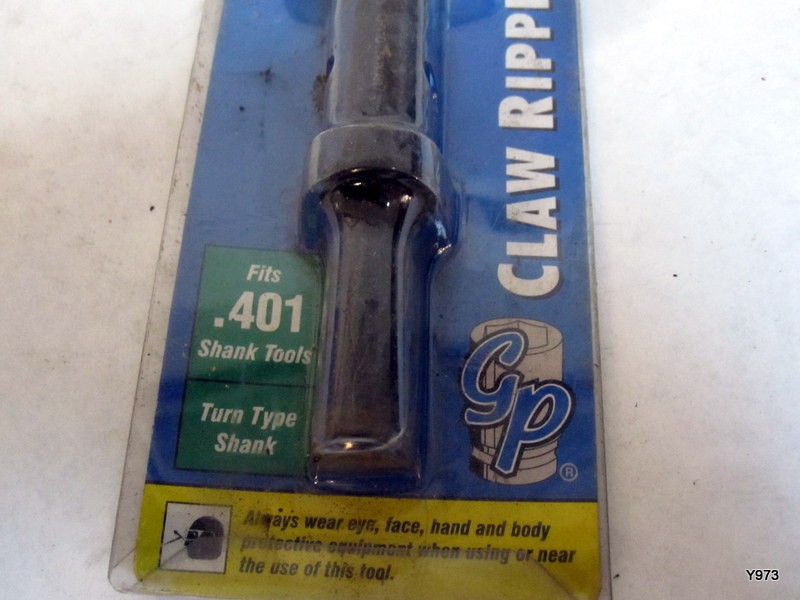 CLAW RIPP
Fits
.401
Shank Tools
Turn Type
Shank
GP
®
Always wear eye, face, hand and body
protective equipment when using or near
the use of this tool.
Y973